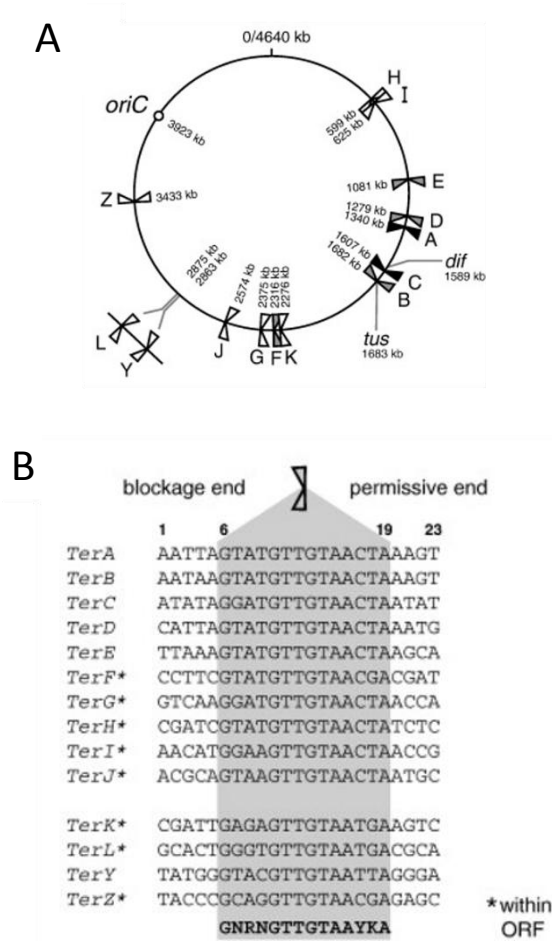 A
0/4640 kb
oriC
3923 kb
H
I
599 kb
625 kb
Z
3433 kb
1081 kb
E
1279 kb
1340 kb
D
A
1607 kb
1682 kb
dif
1589 kb
C
B
2875 kb
2863 kb
2574 kb
2375 kb
2316 kb
2276 kb
tus
1683 kb
L
Y
J
G
F
K
B
blockage end
permissive end
1 6 19 23
TerA AATTAGTATGTTGTAACTAAAGT
TerB AATAAGTATGTTGTAACTAAAGT
TerC ATATAGGATGTTGTAACTAATAT
TerD CATTAGTATGTTGTAACTAAATG
TerE TTAAAGTATGTTGTAACTAAGCA
TerF* CCTTCGTATGTTGTAACGACGAT
TerG* GTCAAGGATGTTGTAACTAACCA
TerH* CGATCGTATGTTGTAACTATCTC
TerI* AACATGGAAGTTGTAACTAACCG
TerJ* ACGCAGTAAGTTGTAACTAATGC
TerK* CGATTGAGAGTTGTAATGAAGTC
TerL* GCACTGGGTGTTGTAATGACGCA
TerY TATGGGTACGTTGTAATTAGGGA
TerZ* TACCCGCAGGTTGTAACGAGAGC
GNRNGTTGTAAYKA
*within
ORF